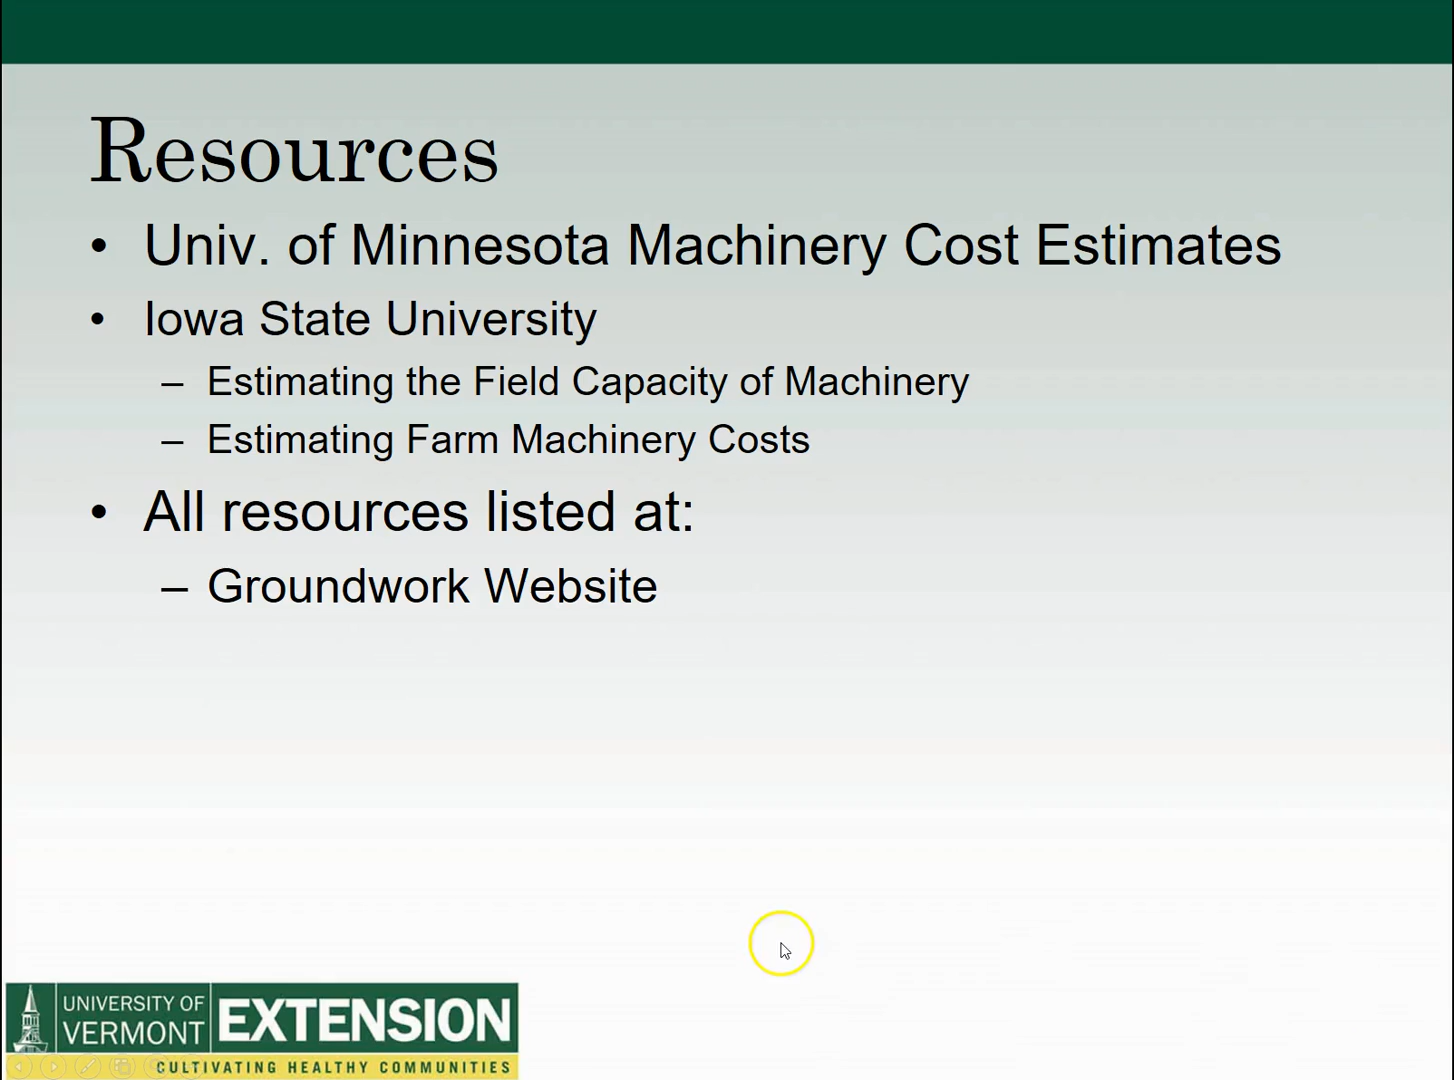 Resources
• Univ. of Minnesota Machinery Cost Estimates
• Iowa State University
– Estimating the Field Capacity of Machinery
– Estimating Farm Machinery Costs
• All resources listed at:
– Groundwork Website
UNIVERSITY OF
VERMONT
EXTENSION
CULTIVATING HEALTHY COMMUNITIES